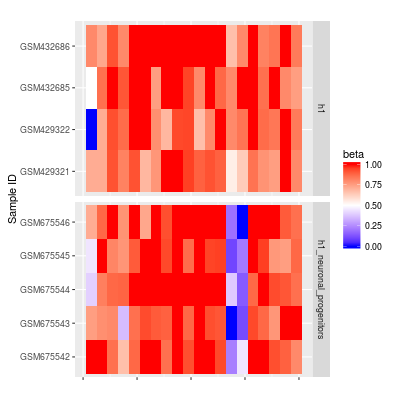 GSM432686
GSM432685
GSM429322
GSM429321
h1
GSM675546
GSM675545
GSM675544
GSM675543
GSM675542
h1_neuronal_progenitors
Sample ID
beta
1.00
0.75
0.50
0.25
0.00